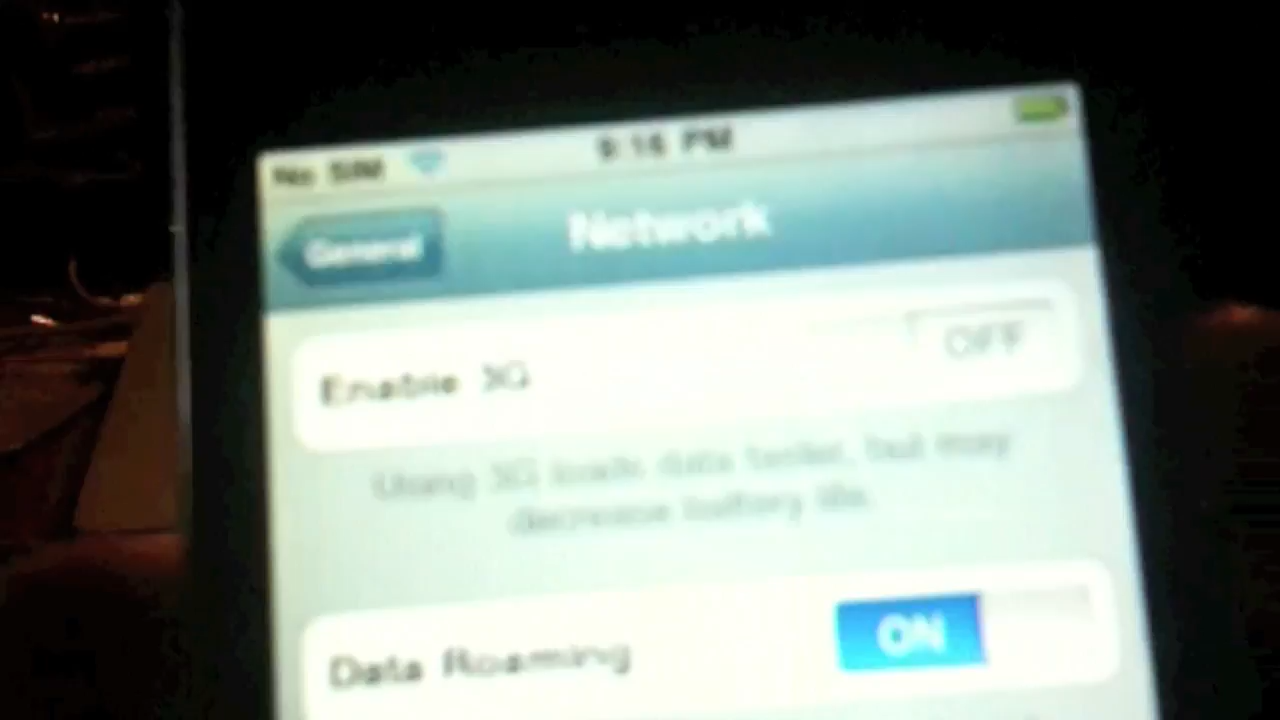 No SIM 9:16 PM
General Network
Enable 3G OFF
Using 3G loads data faster, but may
decrease battery life.
Data Roaming ON